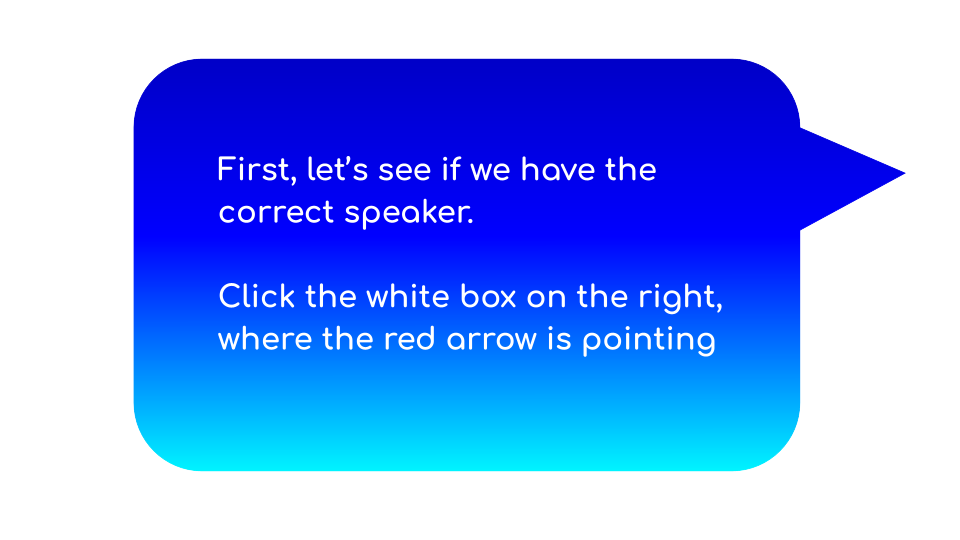 First, let’s see if we have the
correct speaker.
Click the white box on the right,
where the red arrow is pointing